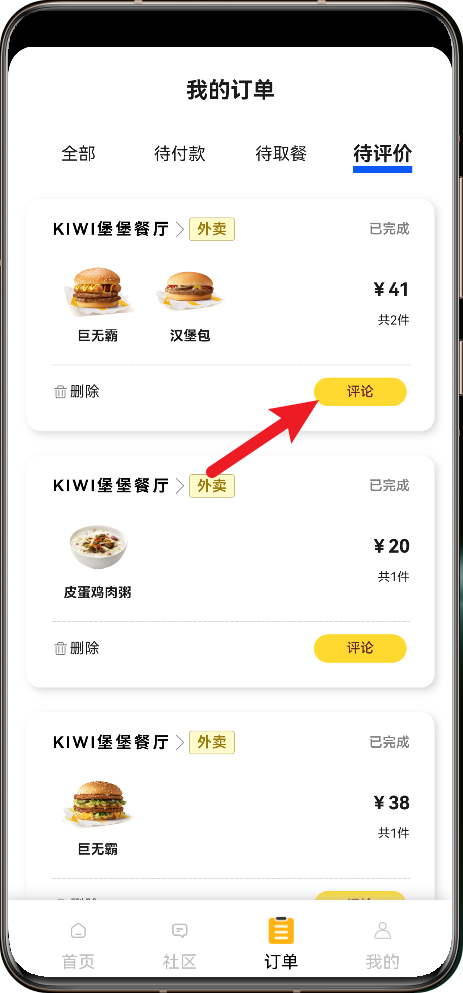 我的订单
全部 待付款 待取餐 待评价
KIWI堡堡餐厅 外卖 已完成
¥41
共2件
巨无霸 汉堡包
删除 评论
KIWI堡堡餐厅 外卖 已完成
¥20
共1件
皮蛋鸡肉粥
删除 评论
KIWI堡堡餐厅 外卖 已完成
¥38
共1件
巨无霸
首页 社区 订单 我的